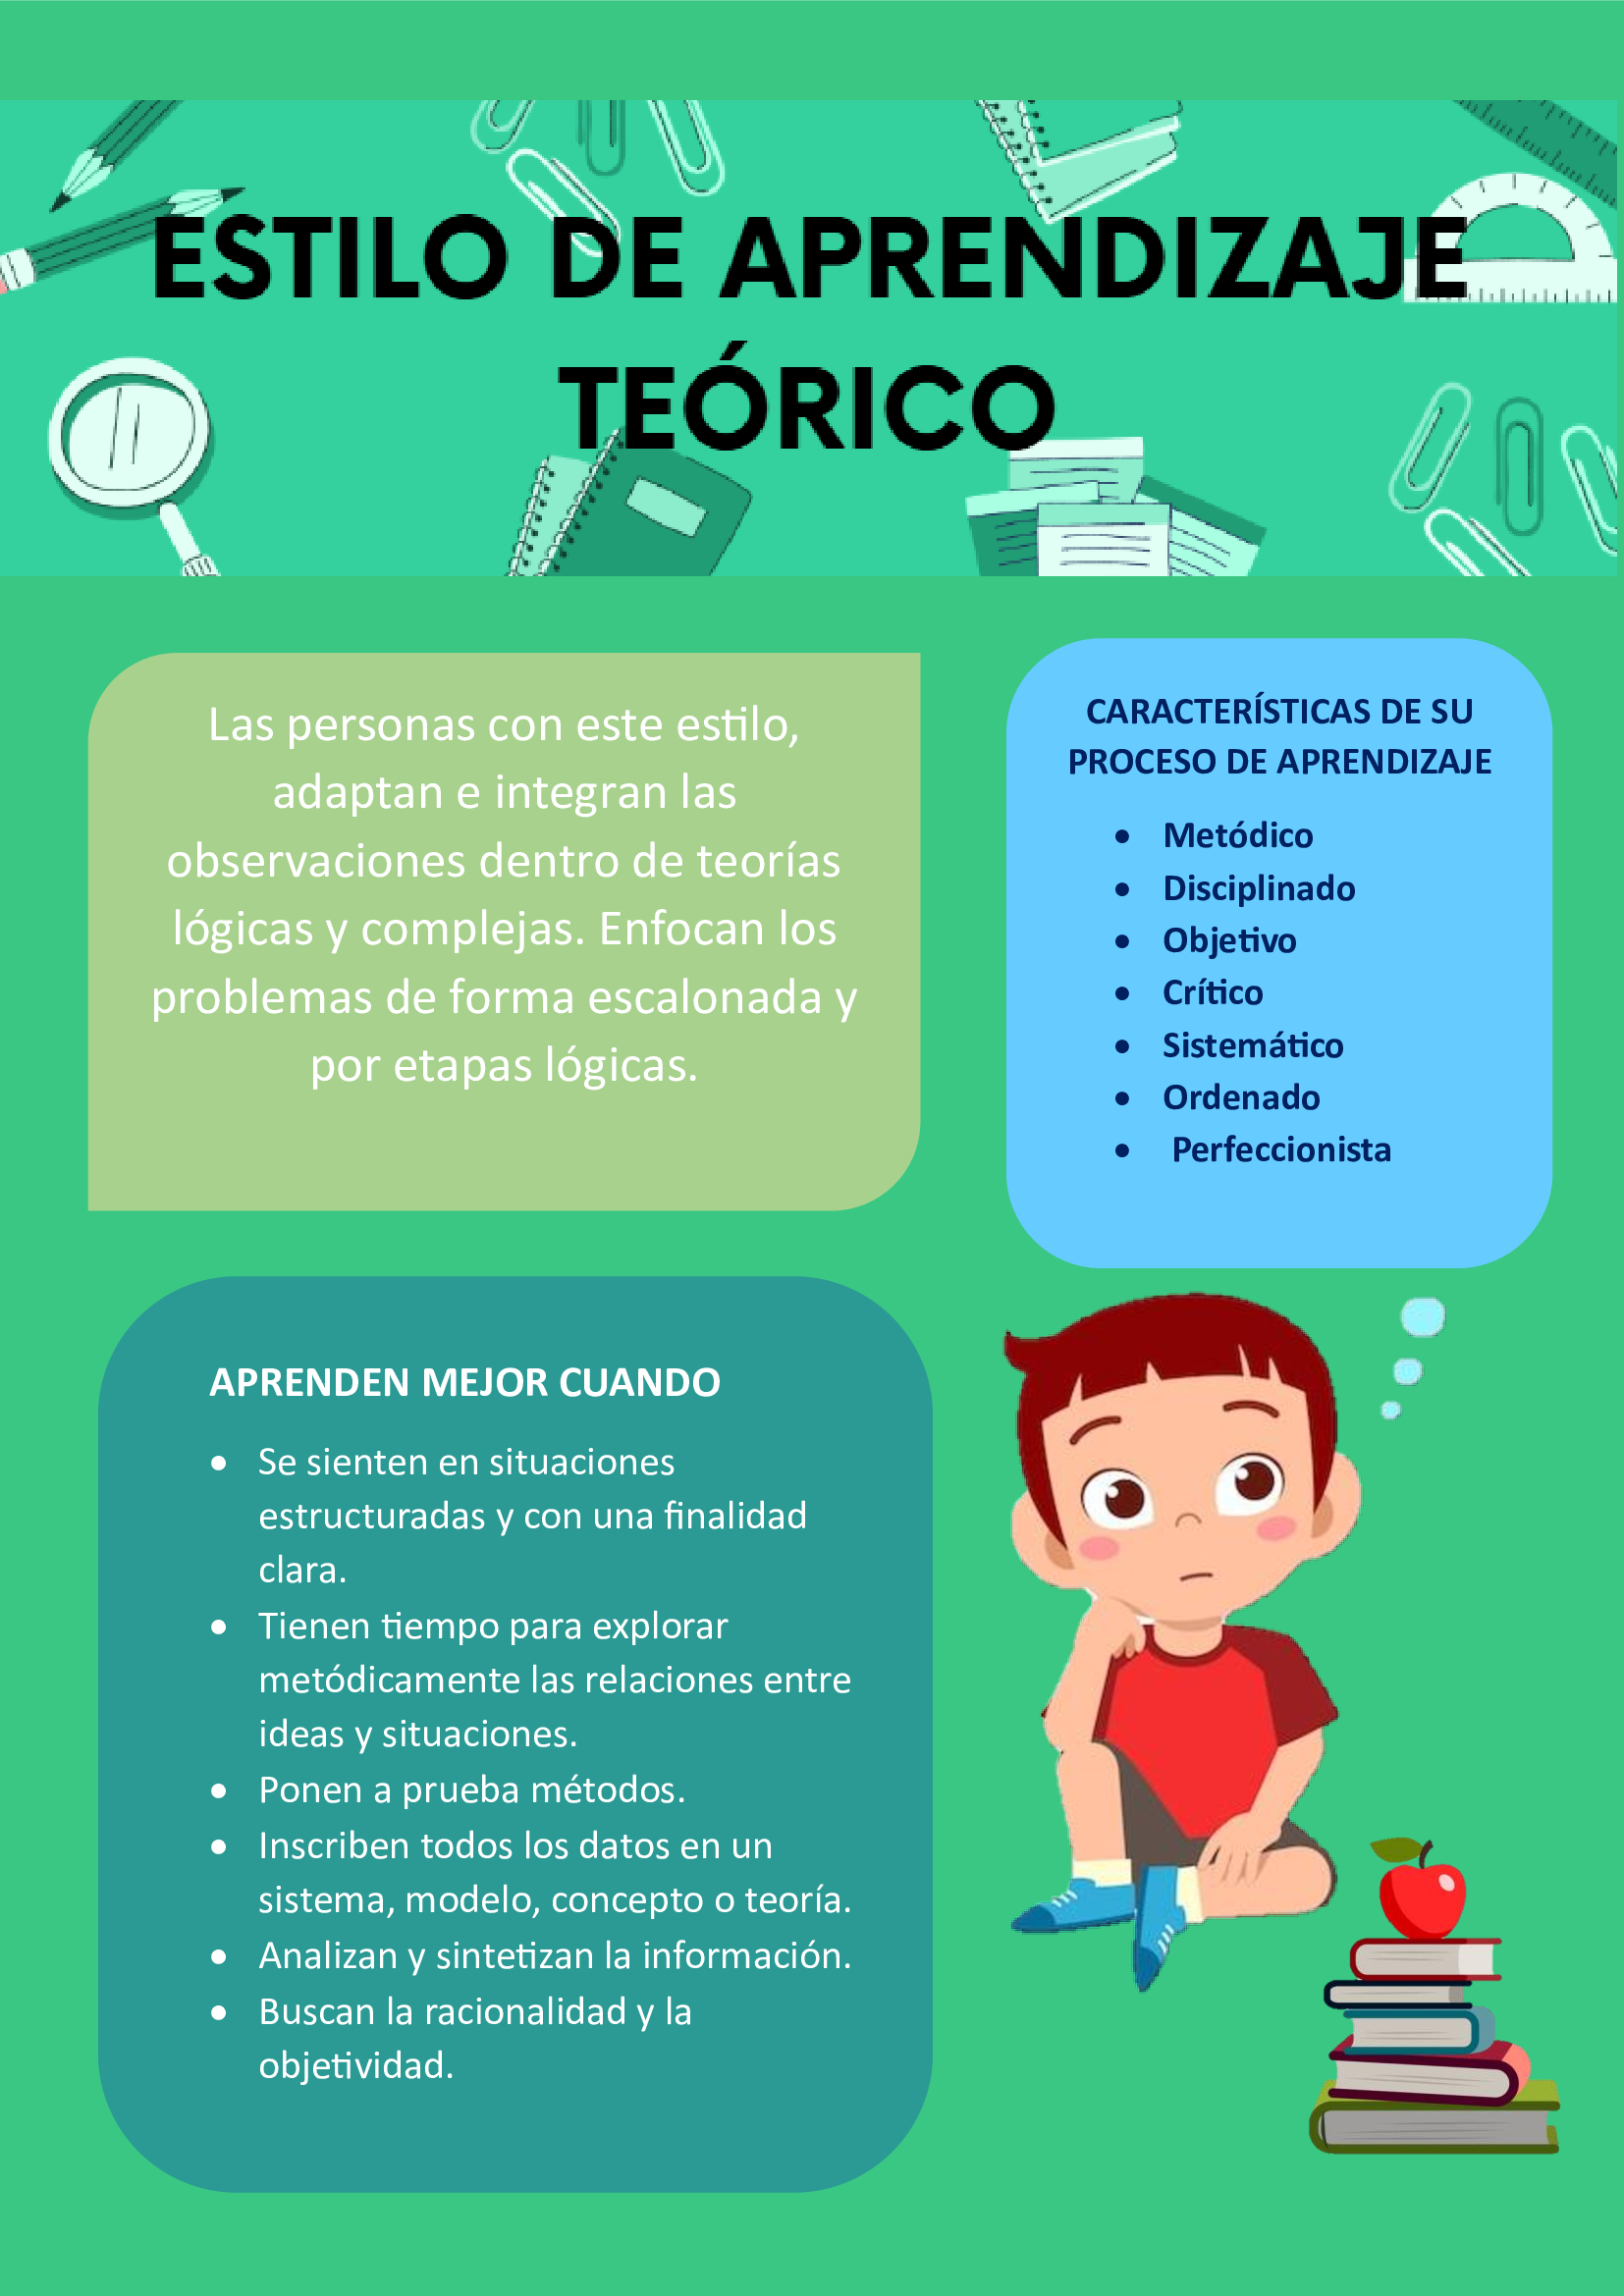 ESTILO DE APRENDIZAJE
TEÓRICO
Las personas con este estilo,
adaptan e integran las
observaciones dentro de teorías
lógicas y complejas. Enfocan los
problemas de forma escalonada y
por etapas lógicas.
CARACTERÍSTICAS DE SU
PROCESO DE APRENDIZAJE
• Metódico
• Disciplinado
• Objetivo
• Crítico
• Sistemático
• Ordenado
• Perfeccionista
APRENDEN MEJOR CUANDO
• Se sienten en situaciones
estructuradas y con una finalidad
clara.
• Tienen tiempo para explorar
metódicamente las relaciones entre
ideas y situaciones.
• Ponen a prueba métodos.
• Inscriben todos los datos en un
sistema, modelo, concepto o teoría.
• Analizan y sintetizan la información.
• Buscan la racionalidad y la
objetividad.